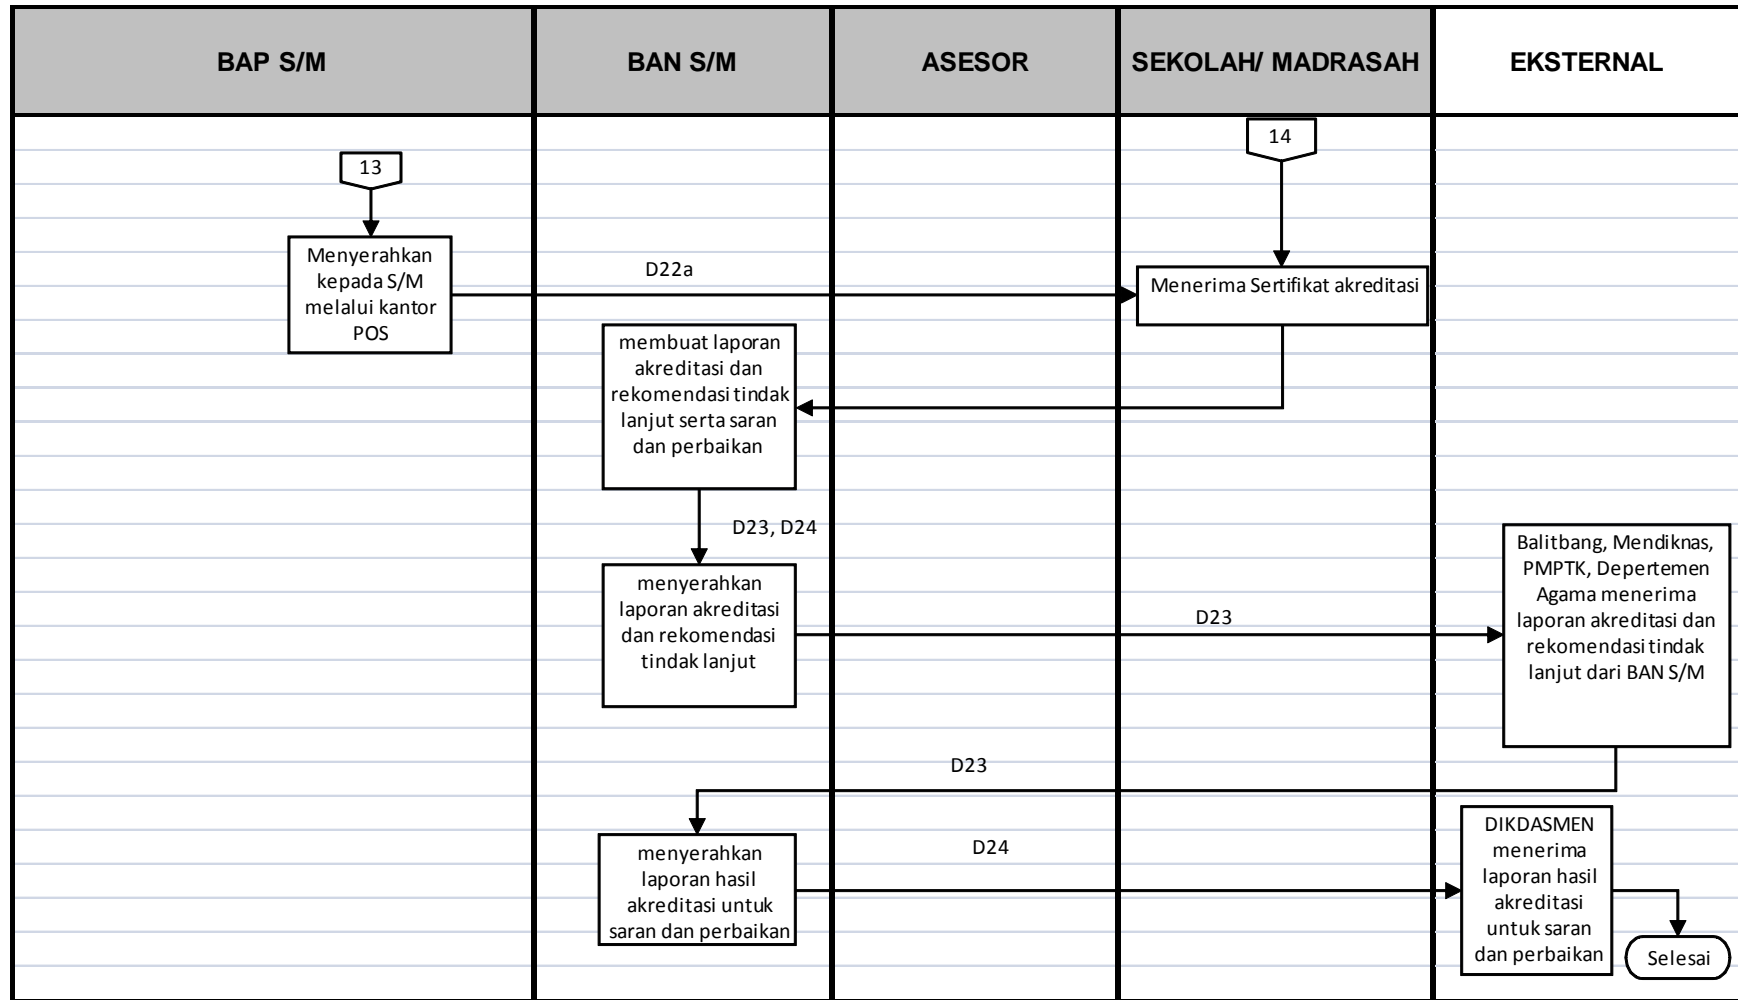 BAP S/M
BAN S/M
ASESOR
SEKOLAH/ MADRASAH
EKSTERNAL
13
14
Menyerahkan
kepada S/M
melalui kantor
POS
D22a
Menerima Sertifikat akreditasi
membuat laporan
akreditasi dan
rekomendasi tindak
lanjut serta saran
dan perbaikan
D23, D24
menyerahkan
laporan akreditasi
dan rekomendasi
tindak lanjut
D23
Balitbang, Mendiknas,
PMPTK, Depertemen
Agama menerima
laporan akreditasi dan
rekomendasi tindak
lanjut dari BAN S/M
D23
menyerahkan
laporan hasil
akreditasi untuk
saran dan perbaikan
D24
DIKDASMEN
menerima
laporan hasil
akreditasi
untuk saran
dan perbaikan
Selesai